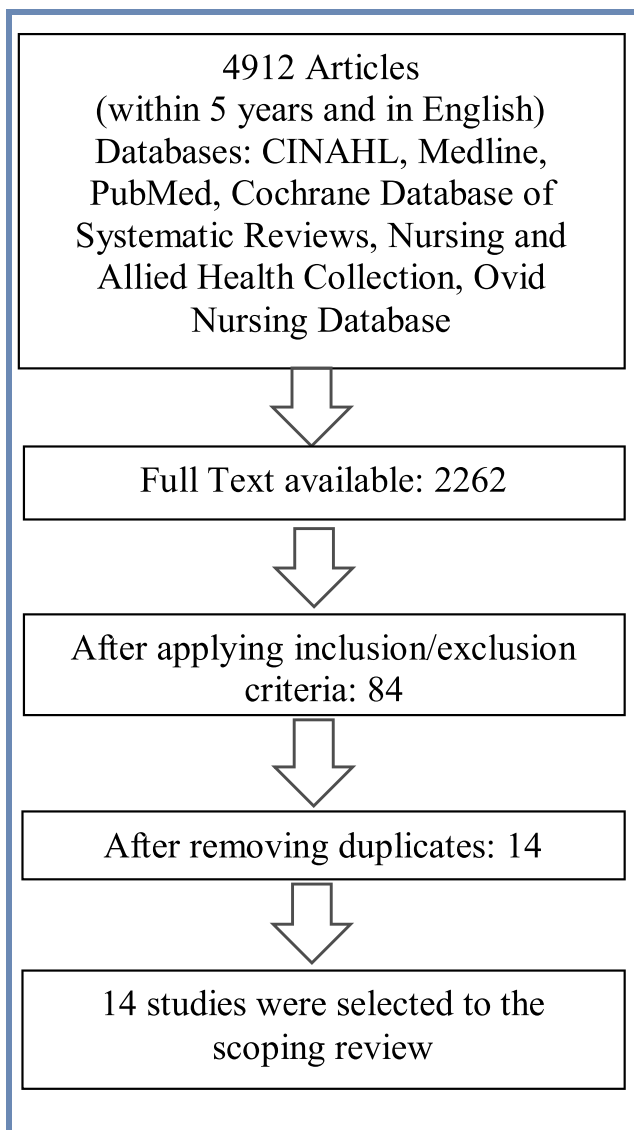 4912 Articles
(within 5 years and in English)
Databases: CINAHL, Medline,
PubMed, Cochrane Database of
Systematic Reviews, Nursing and
Allied Health Collection, Ovid
Nursing Database
Full Text available: 2262
After applying inclusion/exclusion
criteria: 84
After removing duplicates: 14
14 studies were selected to the
scoping review